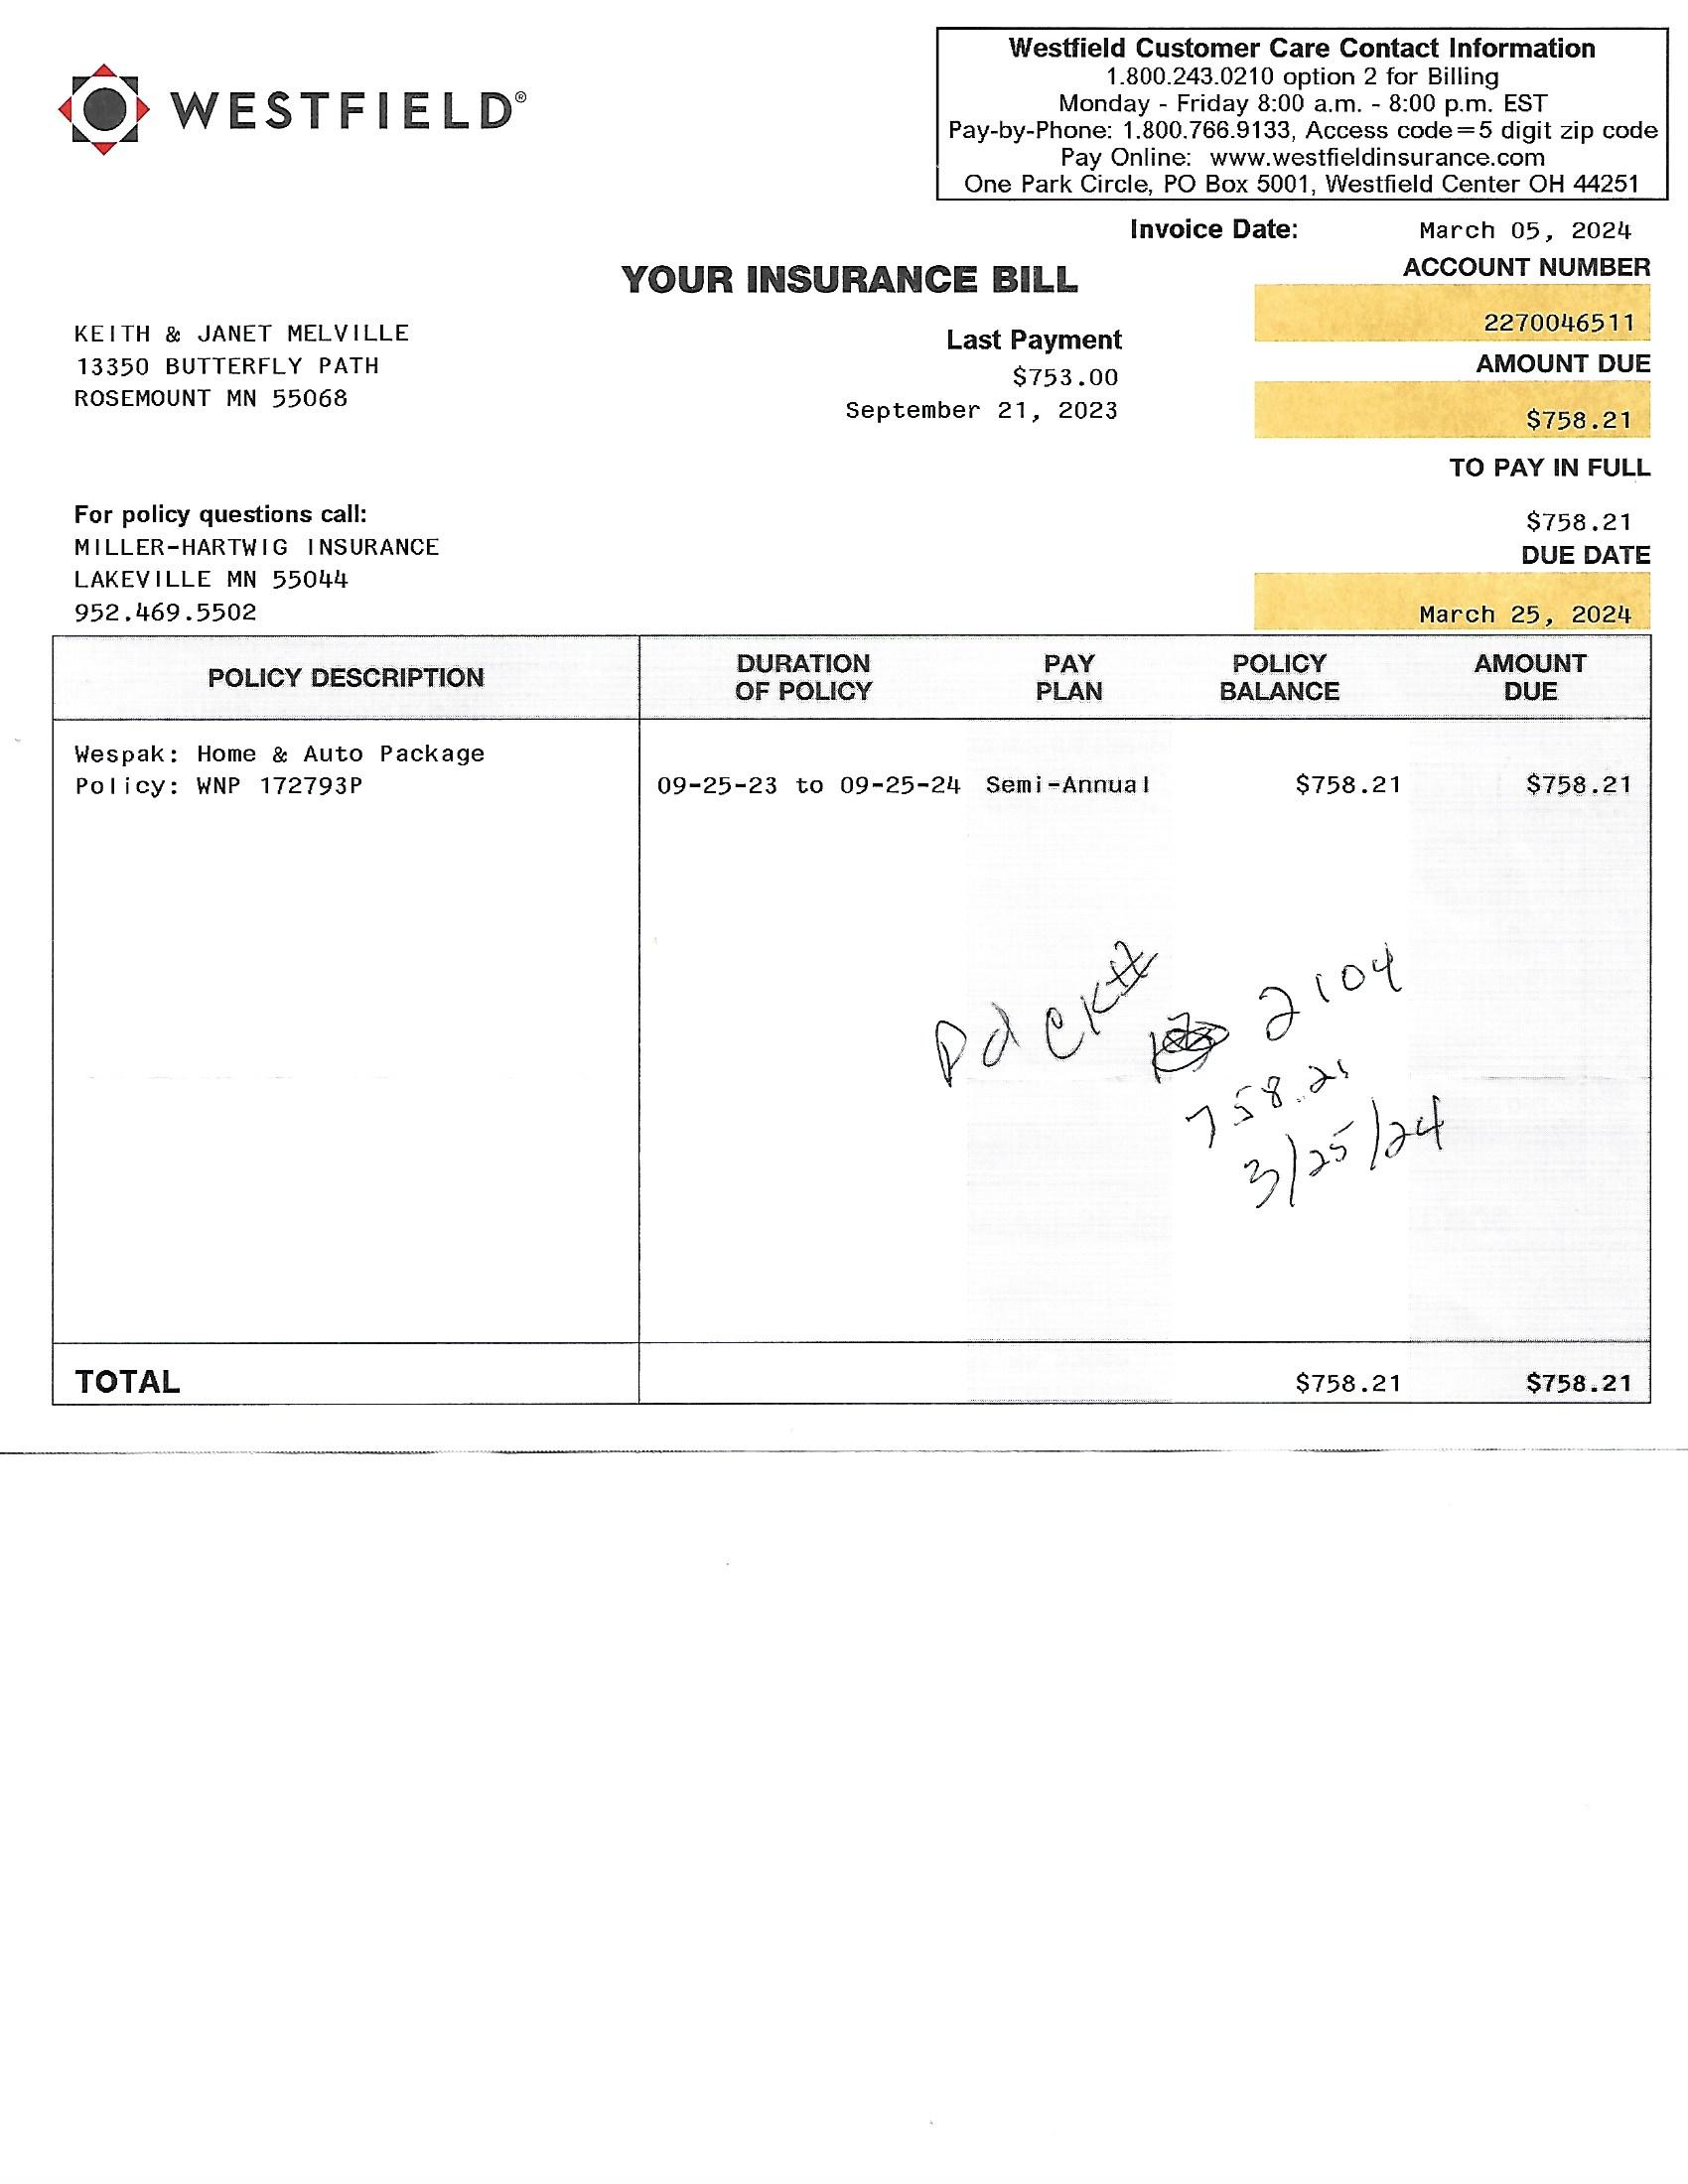 WESTFIELD®
Westfield Customer Care Contact Information
1.800.243.0210 option 2 for Billing
Monday - Friday 8:00 a.m. - 8:00 p.m. EST
Pay-by-Phone: 1.800.766.9133, Access code=5 digit zip code
Pay Online: www.westfieldinsurance.com
One Park Circle, PO Box 5001, Westfield Center OH 44251
Invoice Date: March 05, 2024
YOUR INSURANCE BILL
ACCOUNT NUMBER
2270046511
KEITH & JANET MELVILLE
13350 BUTTERFLY PATH
ROSEMOUNT MN 55068
Last Payment
$753.00
September 21, 2023
AMOUNT DUE
$758.21
TO PAY IN FULL
$758.21
For policy questions call:
MILLER-HARTWIG INSURANCE
LAKEVILLE MN 55044
952.469.5502
DUE DATE
March 25, 2024
POLICY DESCRIPTION
DURATION OF POLICY
PAY PLAN
POLICY BALANCE
AMOUNT DUE
Wespak: Home & Auto Package
Policy: WNP 172793P 09-25-23 to 09-25-24 Semi-Annual $758.21 $758.21
Pd CK# 2104
758.21
3/25/24
TOTAL $758.21 $758.21